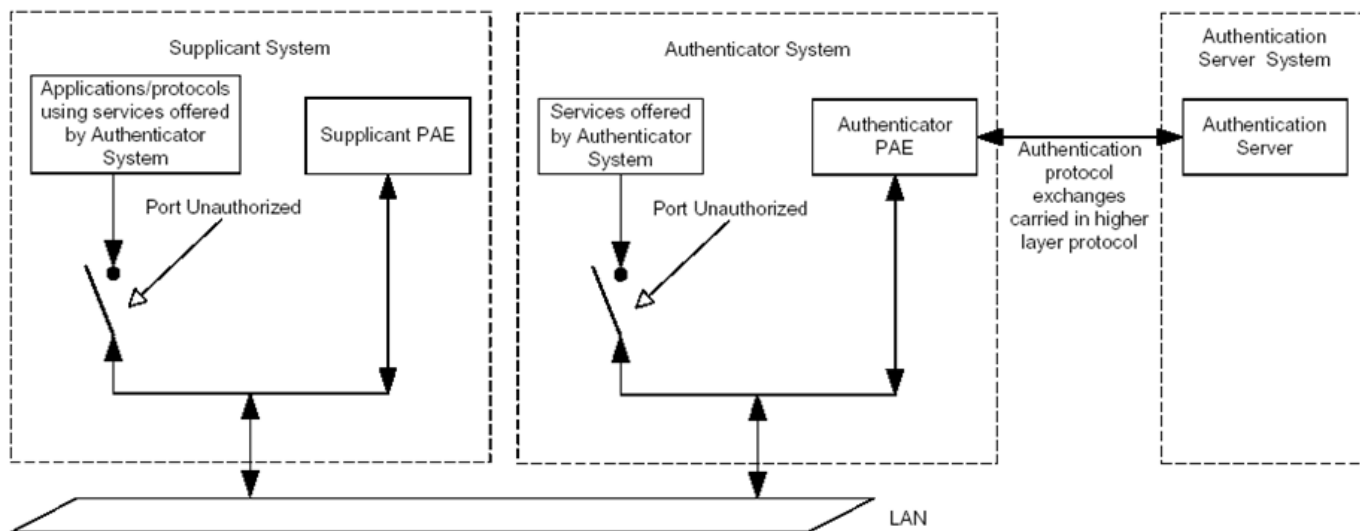 Supplicant System
Applications/protocols
using services offered
by Authenticator
System
Supplicant PAE
Port Unauthorized
Authenticator System
Services offered
by Authenticator
System
Authenticator
PAE
Port Unauthorized
Authentication
protocol
exchanges
carried in higher
layer protocol
Authentication
Server System
Authentication
Server
LAN